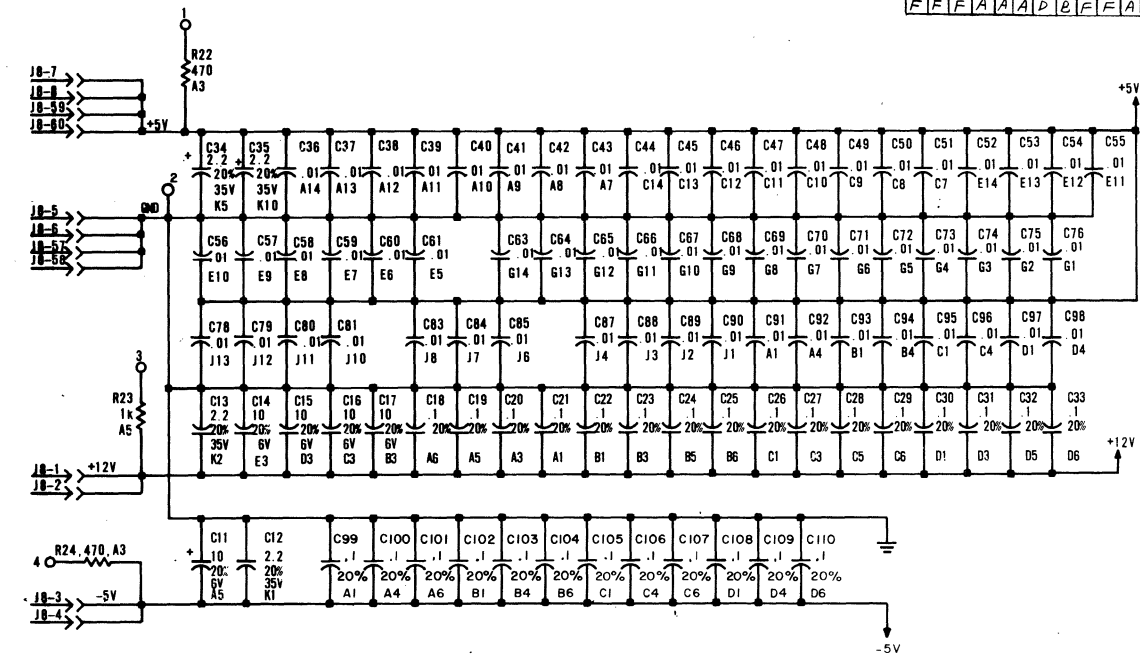 F F F A A A D B F F A
1
R22
470
A3
J8-7
J8-8
J8-59
J8-60
+5V
+5V
C34 C35 C36 C37 C38 C39 C40 C41 C42 C43 C44 C45 C46 C47 C48 C49 C50 C51 C52 C53 C54 C55
+ 2.2 + 2.2 .01 .01 .01 .01 .01 .01 .01 .01 .01 .01 .01 .01 .01 .01 .01 .01 .01 .01 .01 .01
20% 20% A14 A13 A12 A11 A10 A9 A8 A7 C14 C13 C12 C11 C10 C9 C8 C7 E14 E13 E12 E11
35V 35V
K5 K10
2
GND
J8-5
J8-6
J8-57
J8-58
C56 C57 C58 C59 C60 C61 C63 C64 C65 C66 C67 C68 C69 C70 C71 C72 C73 C74 C75 C76
.01 .01 .01 .01 .01 .01 .01 .01 .01 .01 .01 .01 .01 .01 .01 .01 .01 .01 .01 .01
E10 E9 E8 E7 E6 E5 G14 G13 G12 G11 G10 G9 G8 G7 G6 G5 G4 G3 G2 G1
C78 C79 C80 C81 C83 C84 C85 C87 C88 C89 C90 C91 C92 C93 C94 C95 C96 C97 C98
.01 .01 .01 .01 .01 .01 .01 .01 .01 .01 .01 .01 .01 .01 .01 .01 .01 .01 .01
J13 J12 J11 J10 J8 J7 J6 J4 J3 J2 J1 A1 A4 B1 B4 C1 C4 D1 D4
3
R23
1k
A5
C13 C14 C15 C16 C17 C18 C19 C20 C21 C22 C23 C24 C25 C26 C27 C28 C29 C30 C31 C32 C33
2.2 10 10 10 10 .1 .1 .1 .1 .1 .1 .1 .1 .1 .1 .1 .1 .1 .1 .1 .1
20% 20% 20% 20% 20% 20% 20% 20% 20% 20% 20% 20% 20% 20% 20% 20% 20% 20% 20% 20% 20%
35V 6V 6V 6V 6V
K2 E3 D3 C3 B3 A6 A5 A3 A1 B1 B3 B5 B6 C1 C3 C5 C6 D1 D3 D5 D6
J8-1
+12V
J8-2
+12V
4
R24,470,A3
C11 C12 C99 C100 C101 C102 C103 C104 C105 C106 C107 C108 C109 C110
+ 10 2.2 .1 .1 .1 .1 .1 .1 .1 .1 .1 .1 .1 .1
20% 20% 20% 20% 20% 20% 20% 20% 20% 20% 20% 20% 20% 20%
6V 35V
A5 K1 A1 A4 A6 B1 B4 B6 C1 C4 C6 D1 D4 D6
J8-3
-5V
J8-4
-5V